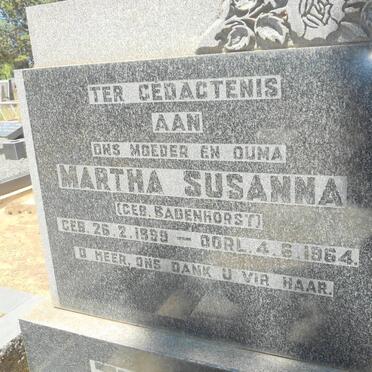 TER GEDAGTENIS
AAN
ONS MOEDER EN OUMA
MARTHA SUSANNA
(GEB. BADENHORST)
GEB. 26.2.1899 — OORL. 4.6.1964.
O HEER, ONS DANK U VIR HAAR.